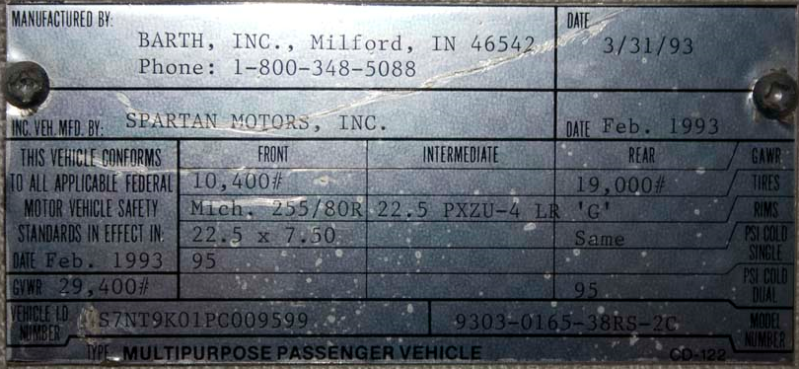 MANUFACTURED BY: DATE
BARTH, INC., Milford, IN 46542 3/31/93
Phone: 1-800-348-5088
INC. VEH. MFD. BY: SPARTAN MOTORS, INC. DATE Feb. 1993
THIS VEHICLE CONFORMS FRONT INTERMEDIATE REAR GAWR
TO ALL APPLICABLE FEDERAL 10,400# 19,000# TIRES
MOTOR VEHICLE SAFETY Mich. 255/80R 22.5 PXZU-4 LR 'G' RIMS
STANDARDS IN EFFECT IN: 22.5 x 7.50 Same PSI COLD SINGLE
DATE Feb. 1993 95
GVWR 29,400# 95 PSI COLD DUAL
VEHICLE I.D. NUMBER S7NT9K01PC009599 9303-0165-38RS-2C MODEL NUMBER
TYPE MULTIPURPOSE PASSENGER VEHICLE CD-122